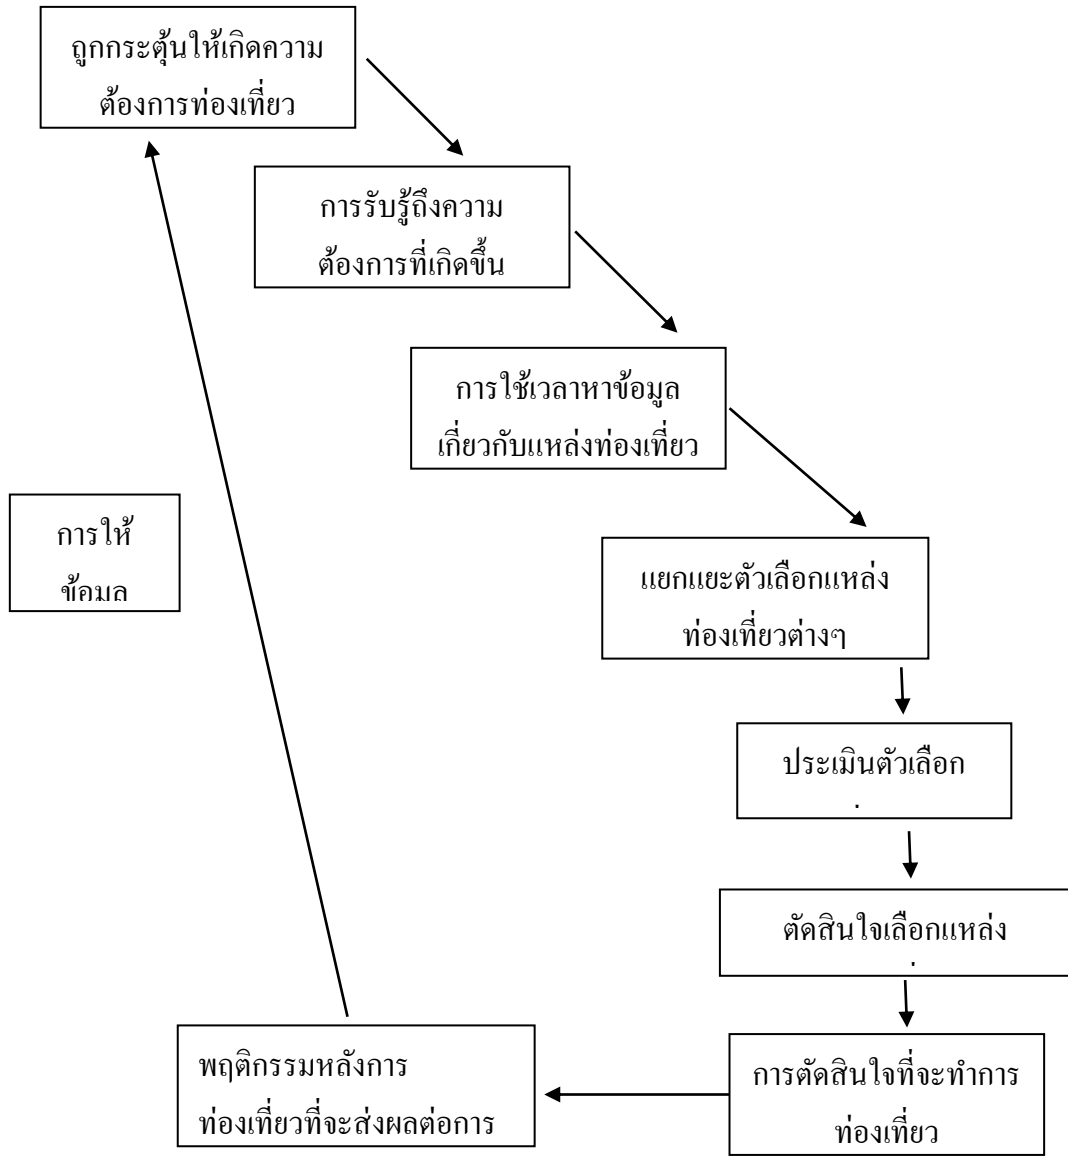 ถูกกระตุ้นให้เกิดความ
ต้องการท่องเที่ยว
การรับรู้ถึงความ
ต้องการที่เกิดขึ้น
การใช้เวลาหาข้อมูล
เกี่ยวกับแหล่งท่องเที่ยว
การให้
ข้อมูล
แยกแยะตัวเลือกแหล่ง
ท่องเที่ยวต่างๆ
ประเมินตัวเลือก
ตัดสินใจเลือกแหล่ง
การตัดสินใจที่จะทำการ
ท่องเที่ยว
พฤติกรรมหลังการ
ท่องเที่ยวที่จะส่งผลต่อการ